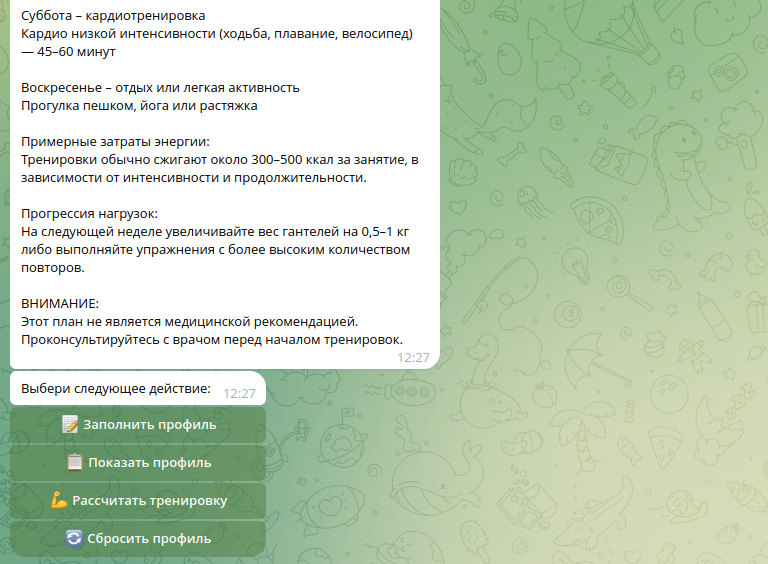 Суббота – кардиотренировка
Кардио низкой интенсивности (ходьба, плавание, велосипед)
— 45–60 минут
Воскресенье – отдых или легкая активность
Прогулка пешком, йога или растяжка
Примерные затраты энергии:
Тренировки обычно сжигают около 300–500 ккал за занятие, в
зависимости от интенсивности и продолжительности.
Прогрессия нагрузок:
На следующей неделе увеличивайте вес гантелей на 0,5–1 кг
либо выполняйте упражнения с более высоким количеством
повторов.
ВНИМАНИЕ:
Этот план не является медицинской рекомендацией.
Проконсультируйтесь с врачом перед началом тренировок.
12:27
Выбери следующее действие: 12:27
📝 Заполнить профиль
📋 Показать профиль
💪 Рассчитать тренировку
🔄 Сбросить профиль